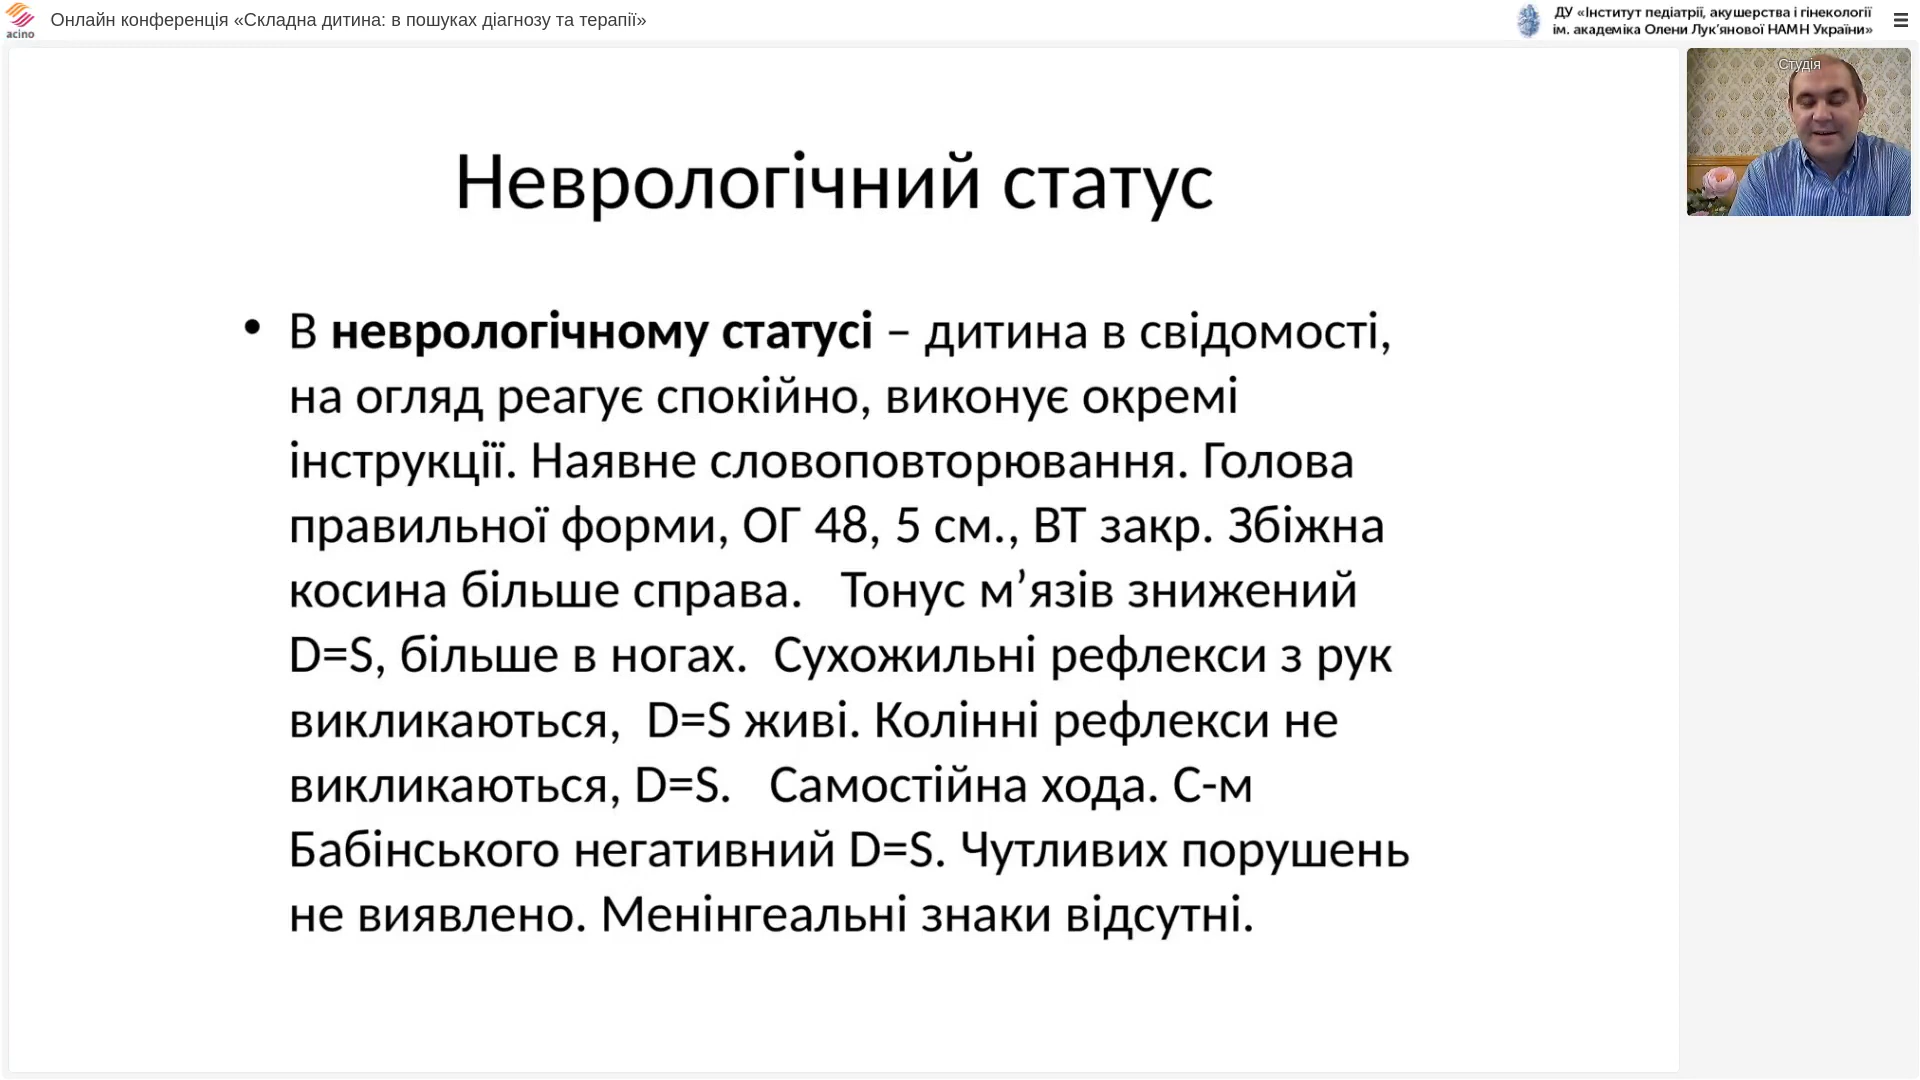 acino
Онлайн конференція «Складна дитина: в пошуках діагнозу та терапії»
ДУ «Інститут педіатрії, акушерства і гінекології
ім. академіка Олени Лук’янової НАМН України»
Студія
Неврологічний статус
• В неврологічному статусі – дитина в свідомості,
на огляд реагує спокійно, виконує окремі
інструкції. Наявне словоповторювання. Голова
правильної форми, ОГ 48, 5 см., ВТ закр. Збіжна
косина більше справа.   Тонус м’язів знижений
D=S, більше в ногах.  Сухожильні рефлекси з рук
викликаються,  D=S живі. Колінні рефлекси не
викликаються, D=S.   Самостійна хода. С-м
Бабінського негативний D=S. Чутливих порушень
не виявлено. Менінгеальні знаки відсутні.